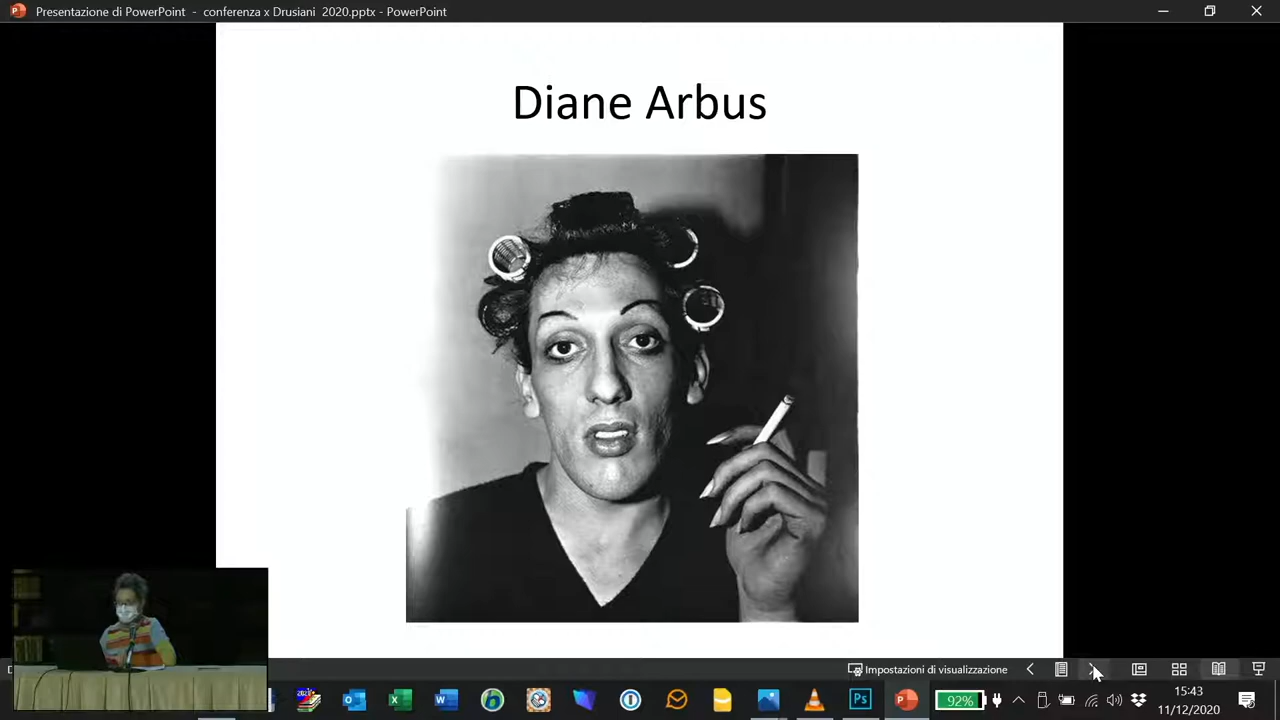 Presentazione di PowerPoint - conferenza x Drusiani 2020.pptx - PowerPoint
Diane Arbus
Impostazioni di visualizzazione
92%
15:43
11/12/2020
Ps